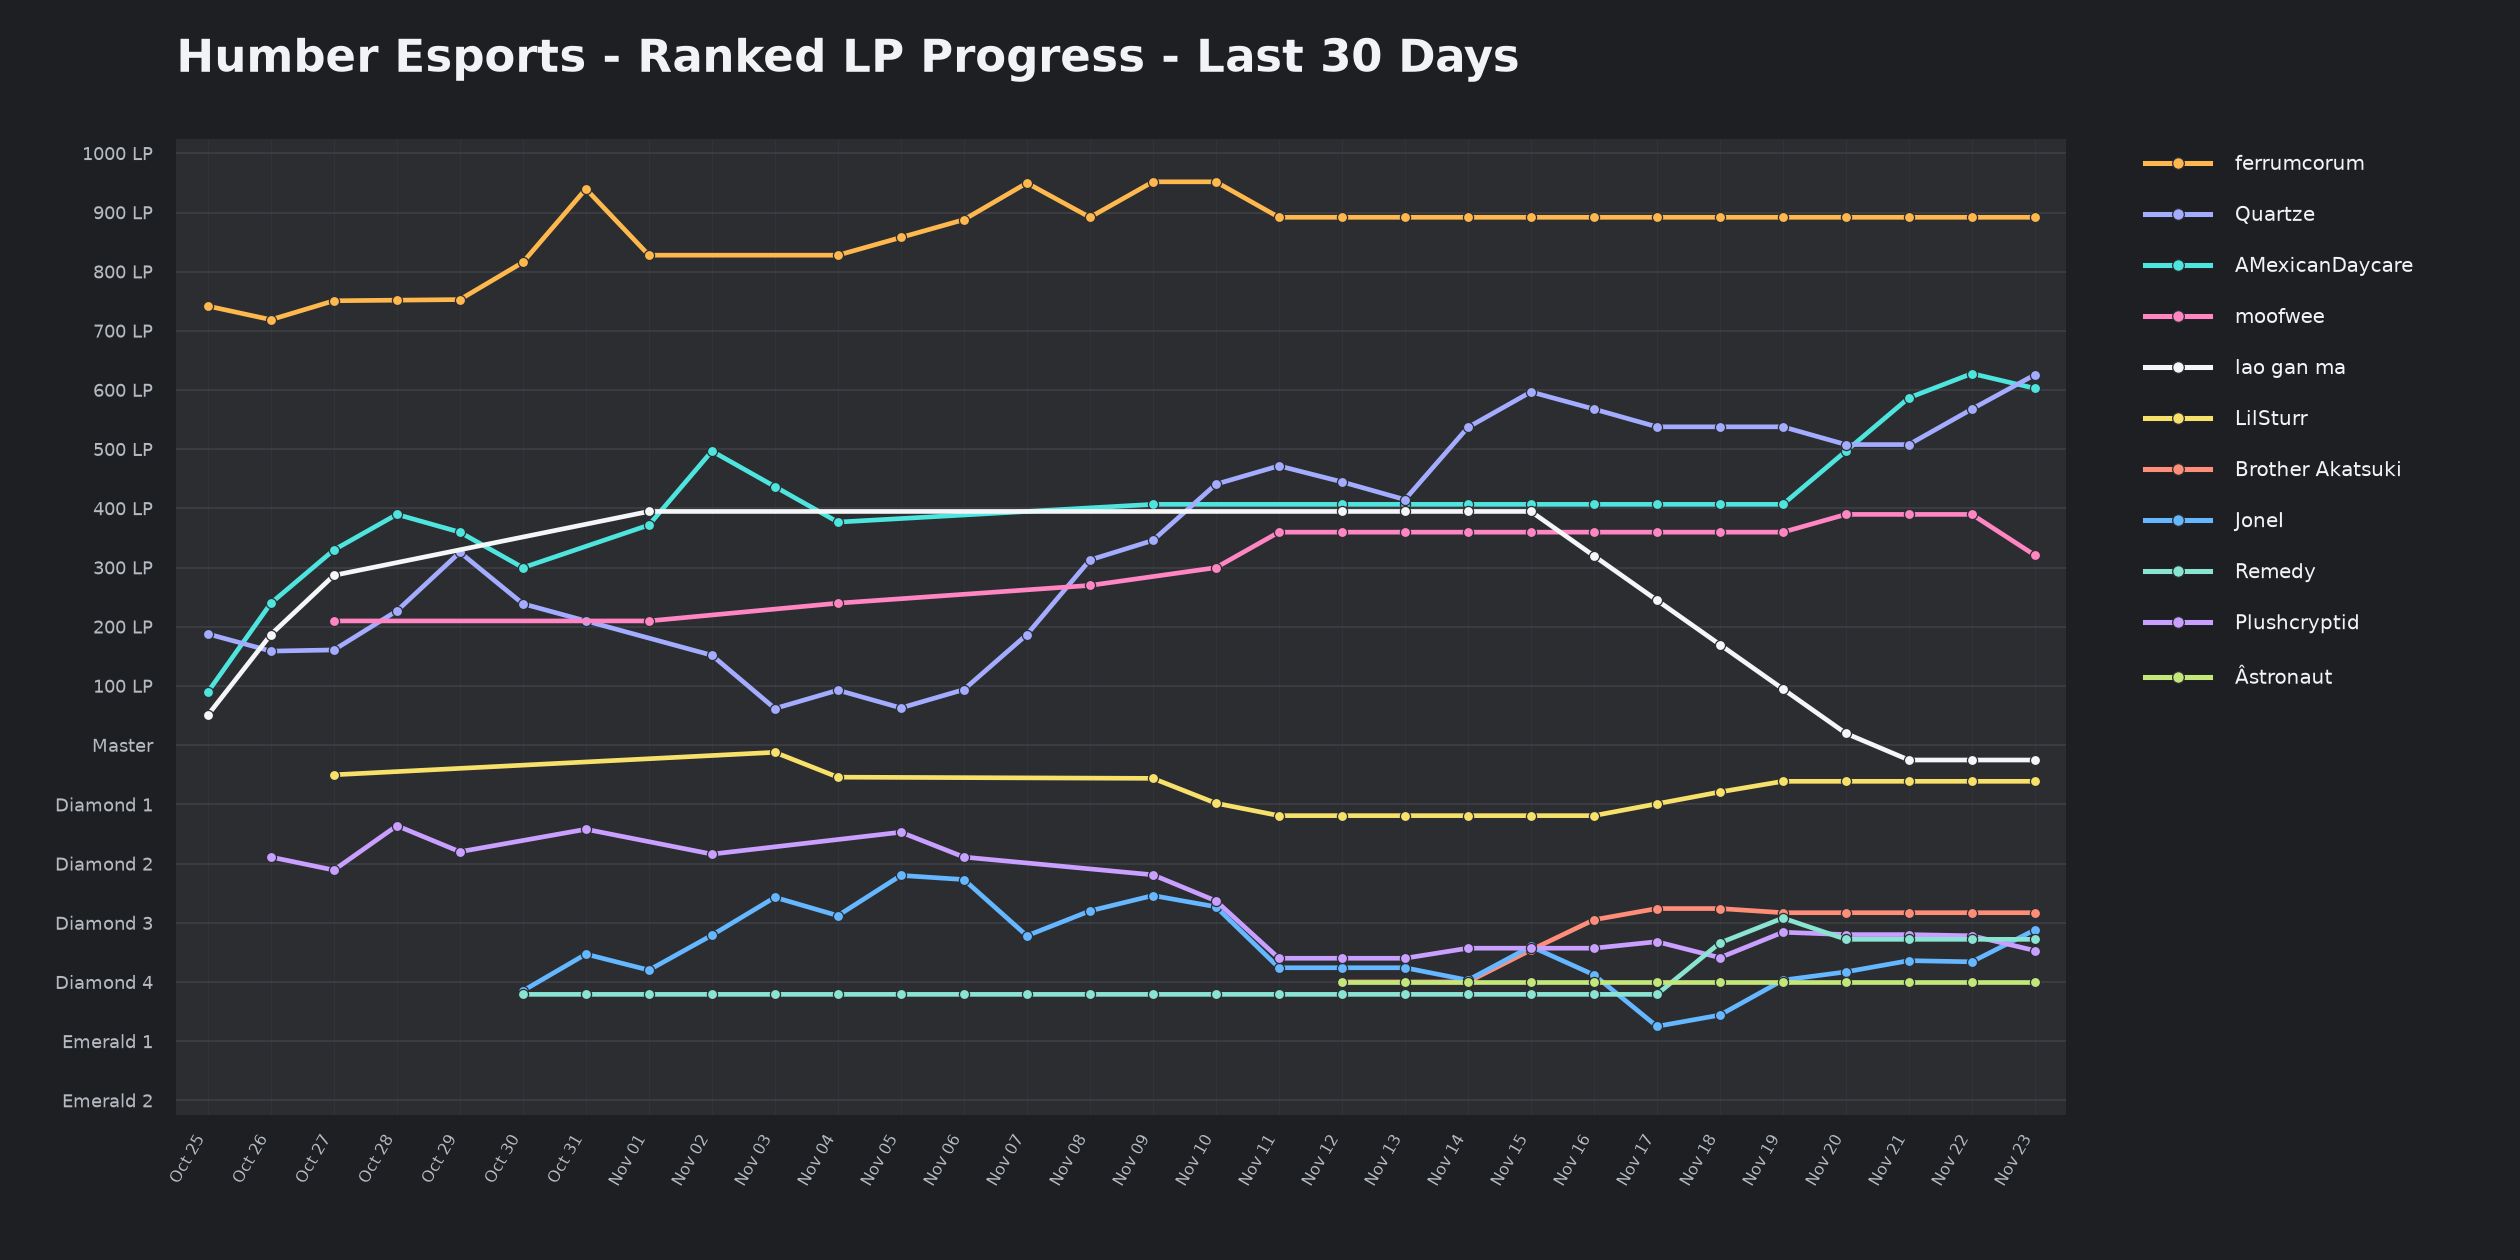 Humber Esports - Ranked LP Progress - Last 30 Days
1000 LP
900 LP
800 LP
700 LP
600 LP
500 LP
400 LP
300 LP
200 LP
100 LP
Master
Diamond 1
Diamond 2
Diamond 3
Diamond 4
Emerald 1
Emerald 2
Oct 25
Oct 26
Oct 27
Oct 28
Oct 29
Oct 30
Oct 31
Nov 01
Nov 02
Nov 03
Nov 04
Nov 05
Nov 06
Nov 07
Nov 08
Nov 09
Nov 10
Nov 11
Nov 12
Nov 13
Nov 14
Nov 15
Nov 16
Nov 17
Nov 18
Nov 19
Nov 20
Nov 21
Nov 22
Nov 23
ferrumcorum
Quartze
AMexicanDaycare
moofwee
lao gan ma
LilSturr
Brother Akatsuki
Jonel
Remedy
Plushcryptid
Âstronaut